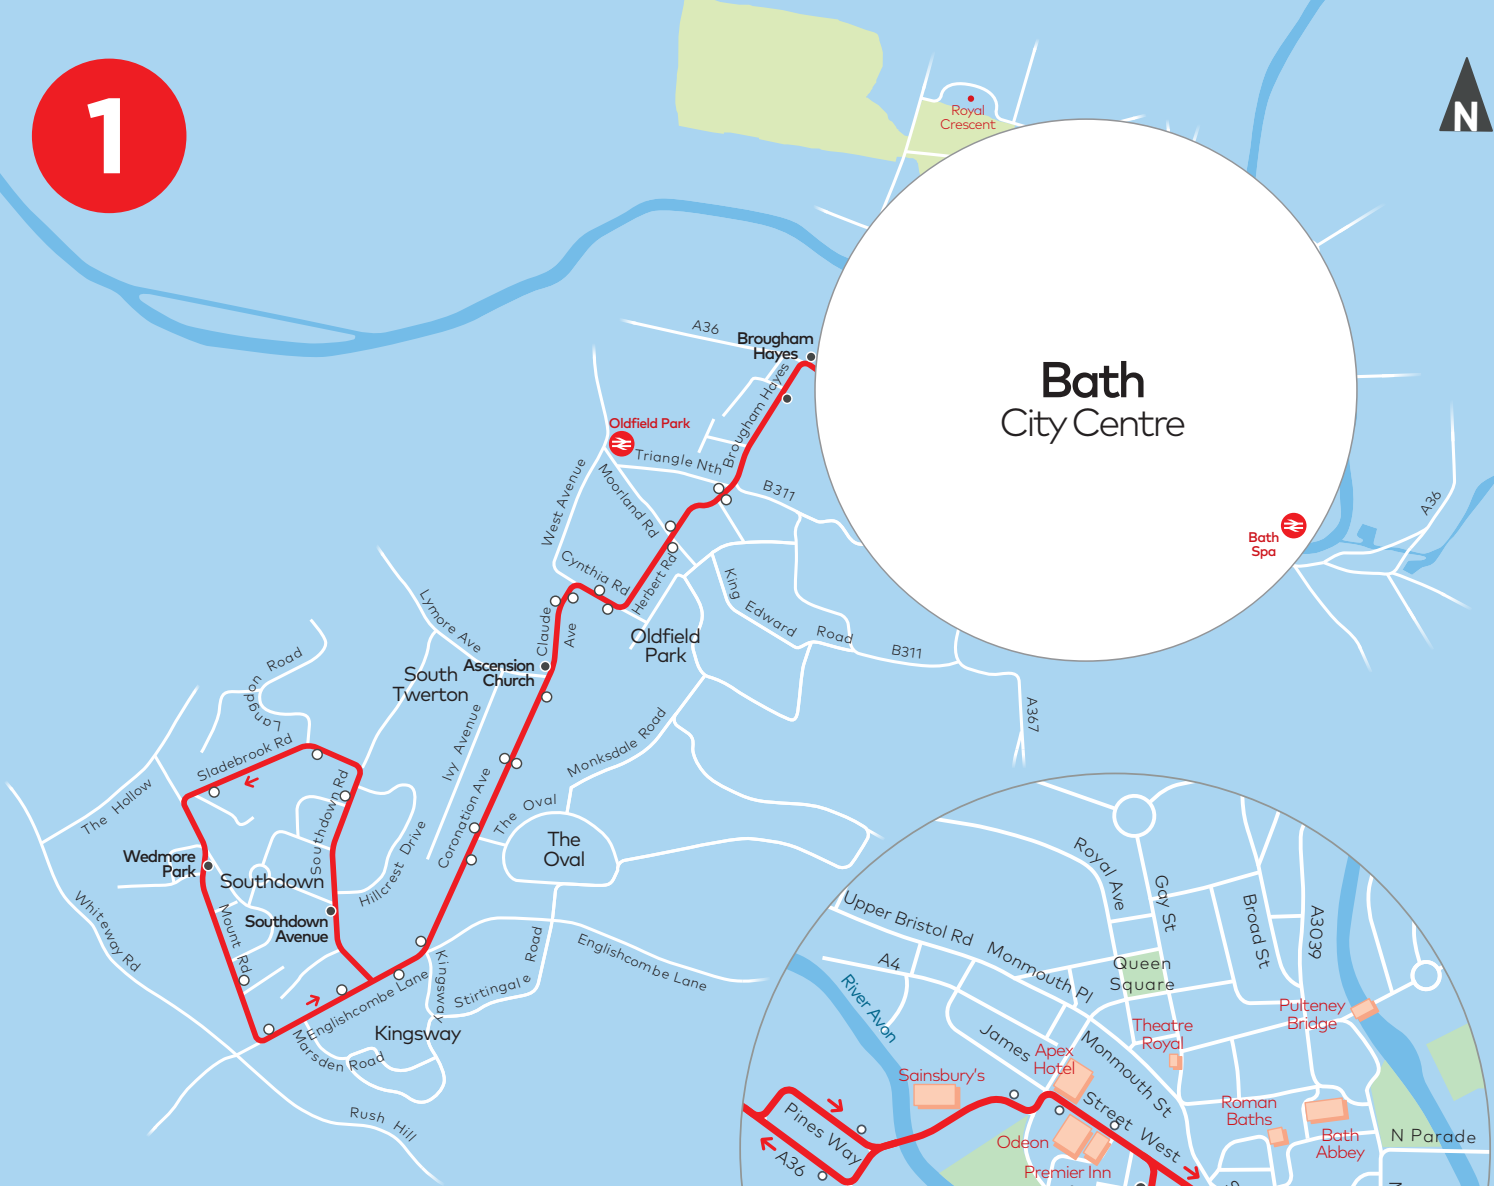 1
N
Royal
Crescent
A36
Brougham
Hayes
Brougham Hayes
Bath
City Centre
Oldfield Park
Triangle Nth
B311
West Avenue
Moorland Rd
A36
Bath
Spa
Cynthia Rd
Herbert Rd
King
Edward
Road
B311
Lymore Ave
Claude
Ave
Oldfield
Park
Ascension
Church
South
Twerton
Langdon
Road
A367
Ivy Avenue
Monksdale Road
Sladebrook Rd
The Hollow
Southdown Rd
Coronation Ave
The Oval
The
Oval
Hillcrest Drive
Wedmore
Park
Southdown
Southdown
Avenue
Whiteway Rd
Mount Rd
Kingsway
Stirtingale Road
Englishcombe Lane
Englishcombe Lane
Kingsway
Marsden Road
Rush Hill
Royal Ave
Gay St
Broad St
A3039
Upper Bristol Rd
Monmouth Pl
A4
Queen
Square
River Avon
Pulteney
Bridge
Theatre
Royal
James
Street West
Apex
Hotel
Monmouth St
Sainsbury's
Roman
Baths
Pines Way
A36
Odeon
Premier Inn
Bath
Abbey
N Parade